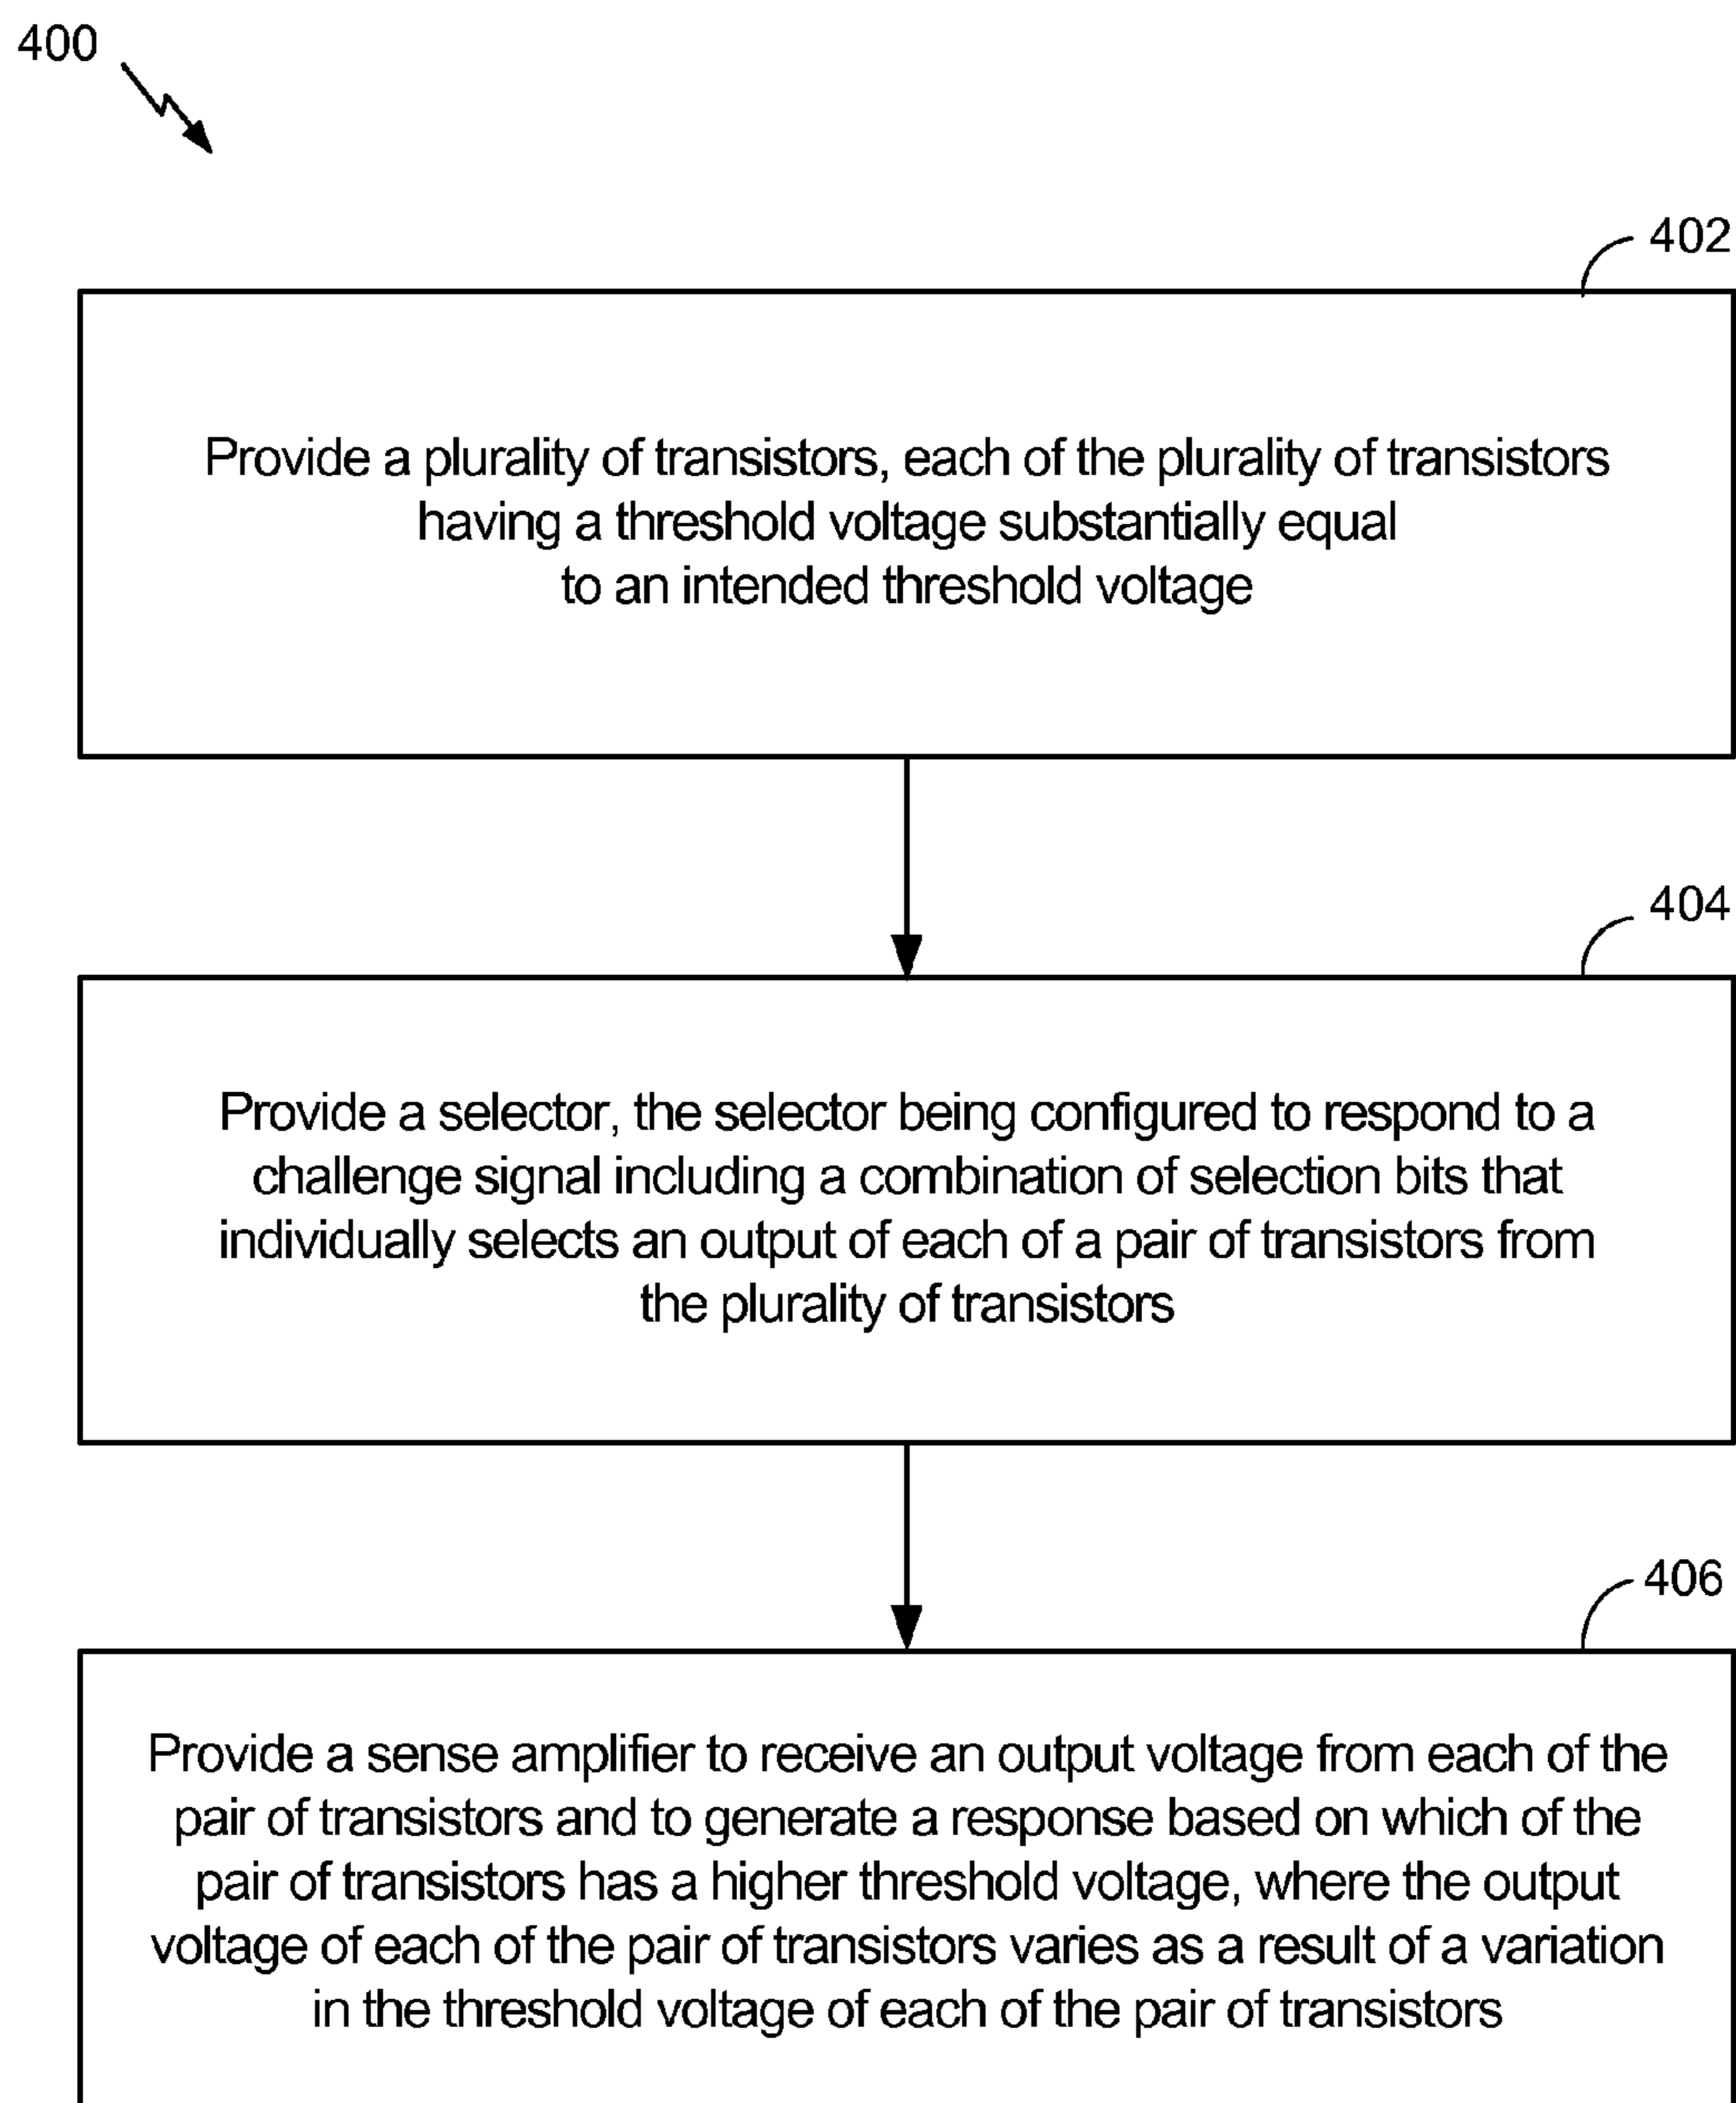 400
402
Provide a plurality of transistors, each of the plurality of transistors
having a threshold voltage substantially equal
to an intended threshold voltage
404
Provide a selector, the selector being configured to respond to a
challenge signal including a combination of selection bits that
individually selects an output of each of a pair of transistors from
the plurality of transistors
406
Provide a sense amplifier to receive an output voltage from each of the
pair of transistors and to generate a response based on which of the
pair of transistors has a higher threshold voltage, where the output
voltage of each of the pair of transistors varies as a result of a variation
in the threshold voltage of each of the pair of transistors